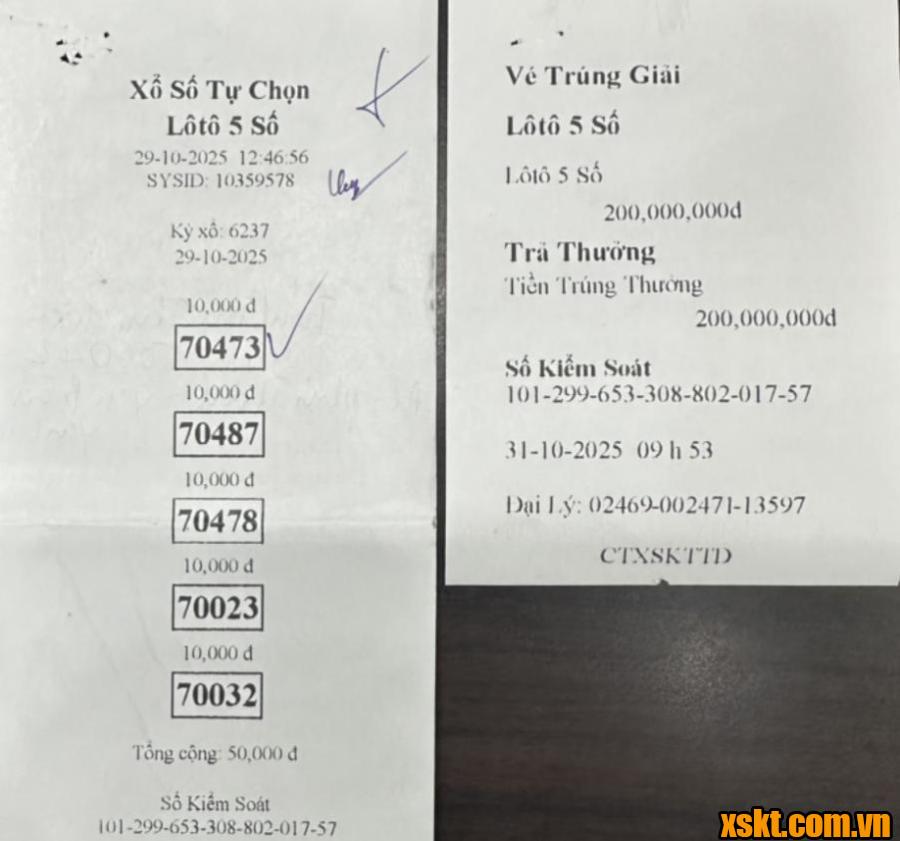 Xổ Số Tự Chọn
Lôtô 5 Số
29-10-2025 12:46:56
SYSID: 10359578
Kỳ xổ: 6237
29-10-2025
10,000 đ
70473
10,000 đ
70487
10,000 đ
70478
10,000 đ
70023
10,000 đ
70032
Tổng cộng: 50,000 đ
Số Kiểm Soát
101-299-653-308-802-017-57
Vé Trúng Giải
Lôtô 5 Số
Lôtô 5 Số
200,000,000đ
Trả Thưởng
Tiền Trúng Thưởng
200,000,000đ
Số Kiểm Soát
101-299-653-308-802-017-57
31-10-2025 09 h 53
Đại Lý: 02469-002471-13597
CTXSKTTD
xskt.com.vn